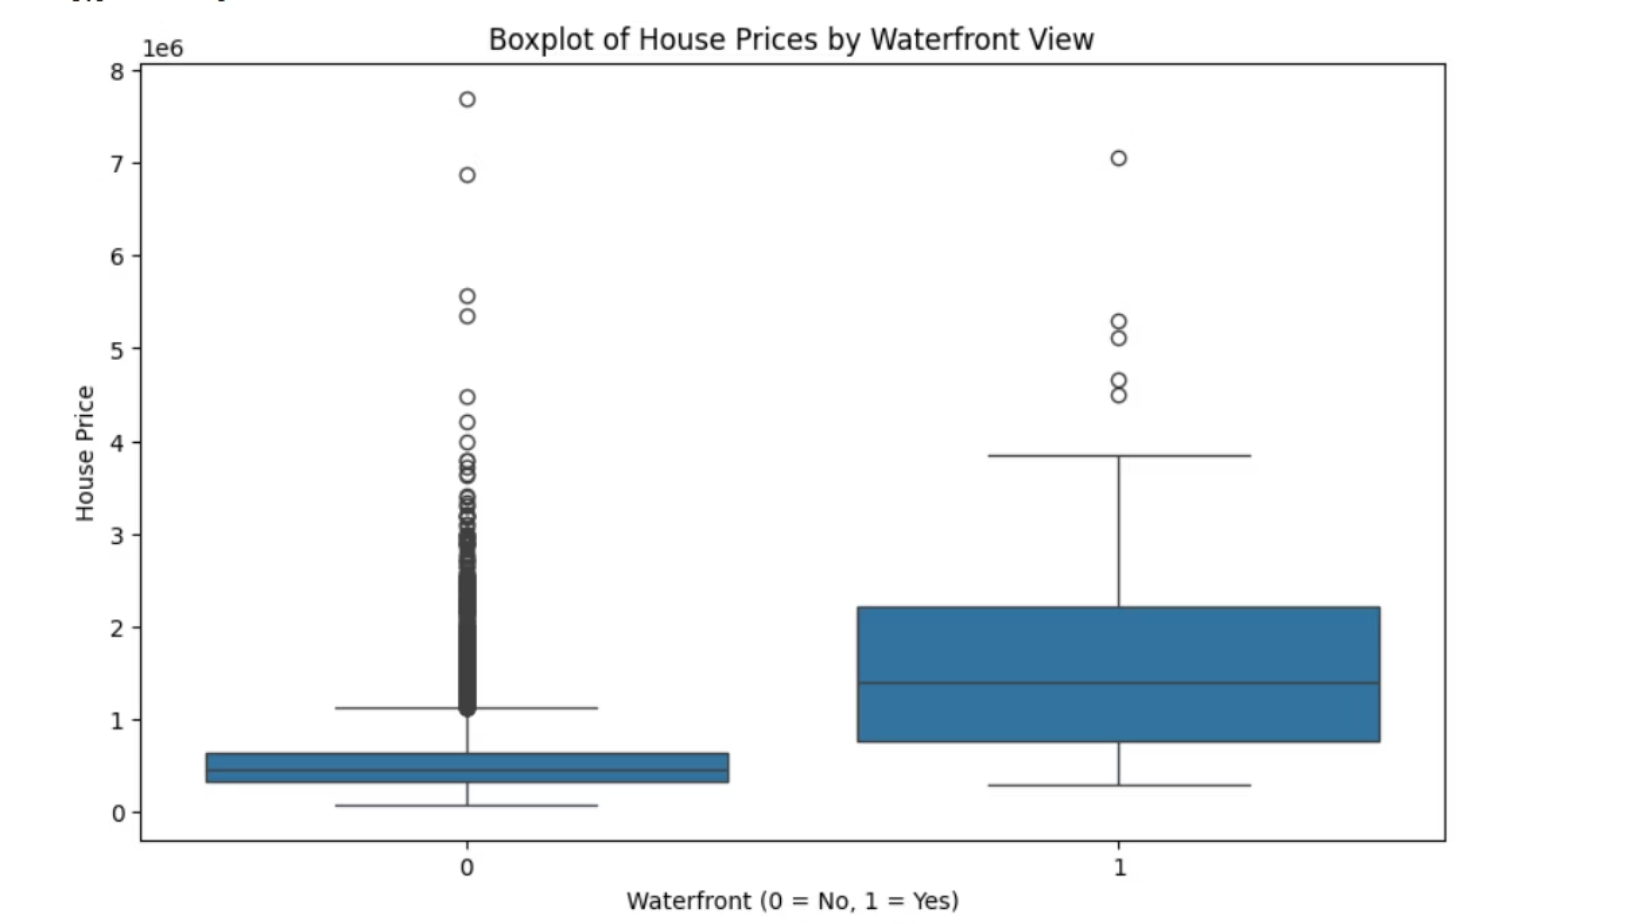 Boxplot of House Prices by Waterfront View
1e6
8
7
6
5
4
3
2
1
0
House Price
0 1
Waterfront (0 = No, 1 = Yes)